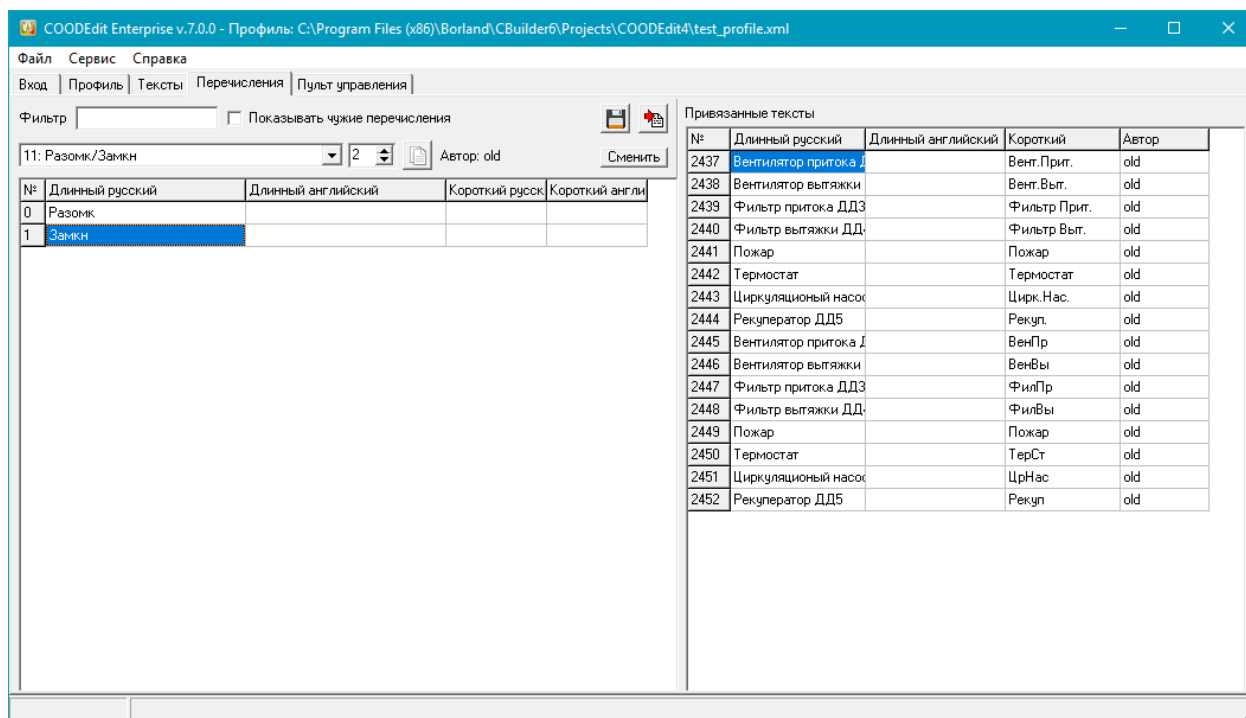 COODEdit Enterprise v.7.0.0 - Профиль: C:\Program Files (x86)\Borland\CBuilder6\Projects\COODEdit4\test_profile.xml
Файл Сервис Справка
Вход Профиль Тексты Перечисления Пульт управления
Фильтр Показывать чужие перечисления
11: Разомк/Замкн 2 Автор: old Сменить
№ Длинный русский Длинный английский Короткий русск Короткий англи
0 Разомк
1 Замкн
Привязанные тексты
№ Длинный русский Длинный английский Короткий Автор
2437 Вентилятор притока Д Вент.Прит. old
2438 Вентилятор вытяжки Вент.Выт. old
2439 Фильтр притока ДД3 Фильтр Прит. old
2440 Фильтр вытяжки ДД Фильтр Выт. old
2441 Пожар Пожар old
2442 Термостат Термостат old
2443 Циркуляционый насос Цирк.Нас. old
2444 Рекуператор ДД5 Рекуп. old
2445 Вентилятор притока Д ВенПр old
2446 Вентилятор вытяжки ВенВы old
2447 Фильтр притока ДД3 ФилПр old
2448 Фильтр вытяжки ДД ФилВы old
2449 Пожар Пожар old
2450 Термостат ТерСт old
2451 Циркуляционый насос ЦрНас old
2452 Рекуператор ДД5 Рекуп old